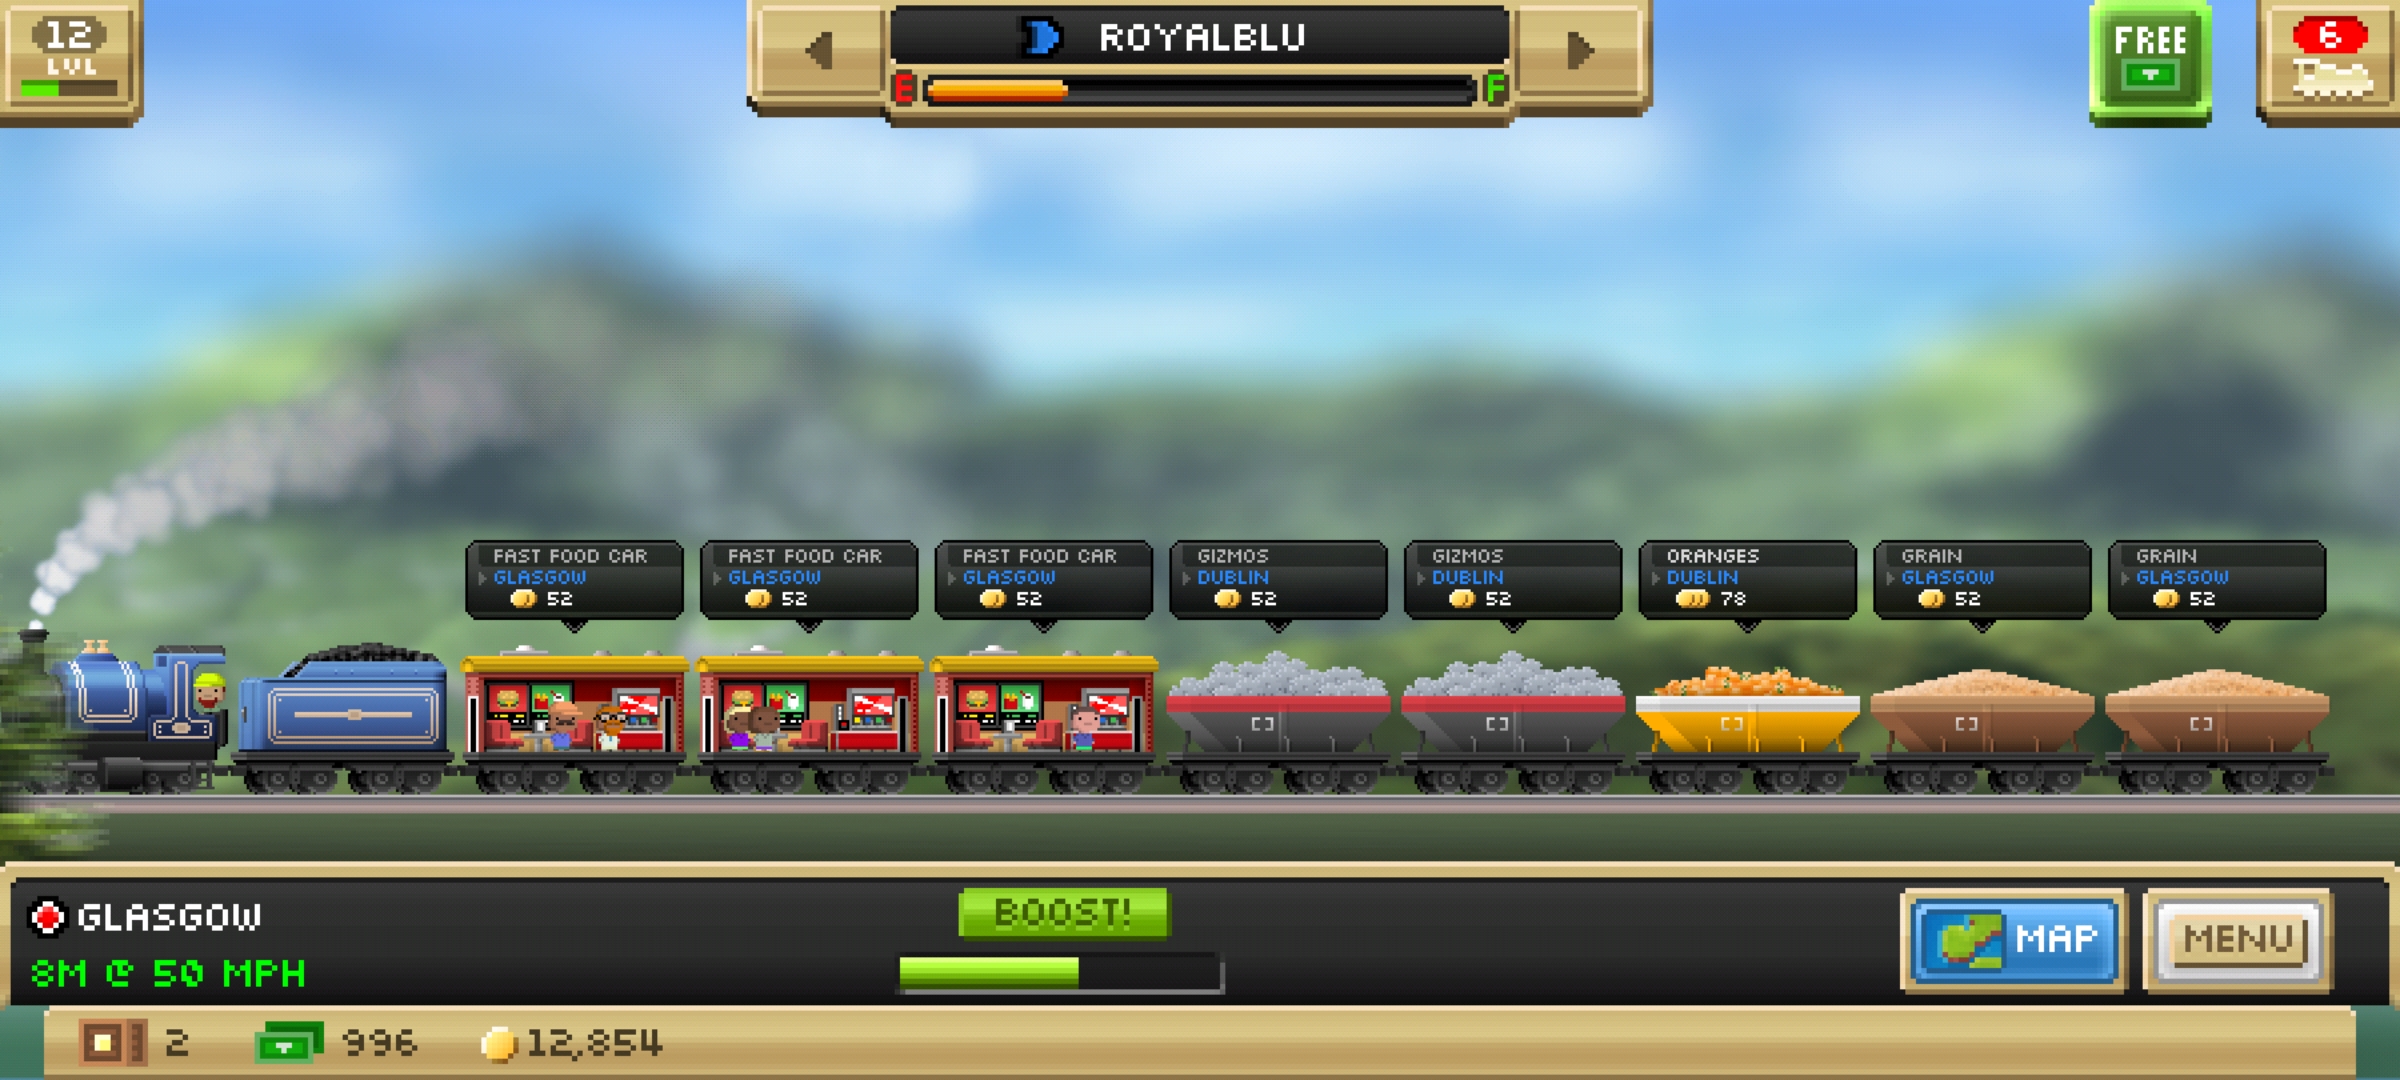 12
LVL
ROYALBLU
E
F
FREE
6
FAST FOOD CAR
GLASGOW
52
FAST FOOD CAR
GLASGOW
52
FAST FOOD CAR
GLASGOW
52
GIZMOS
DUBLIN
52
GIZMOS
DUBLIN
52
ORANGES
DUBLIN
78
GRAIN
GLASGOW
52
GRAIN
GLASGOW
52
GLASGOW
8M @ 50 MPH
BOOST!
MAP
MENU
2
996
12,854